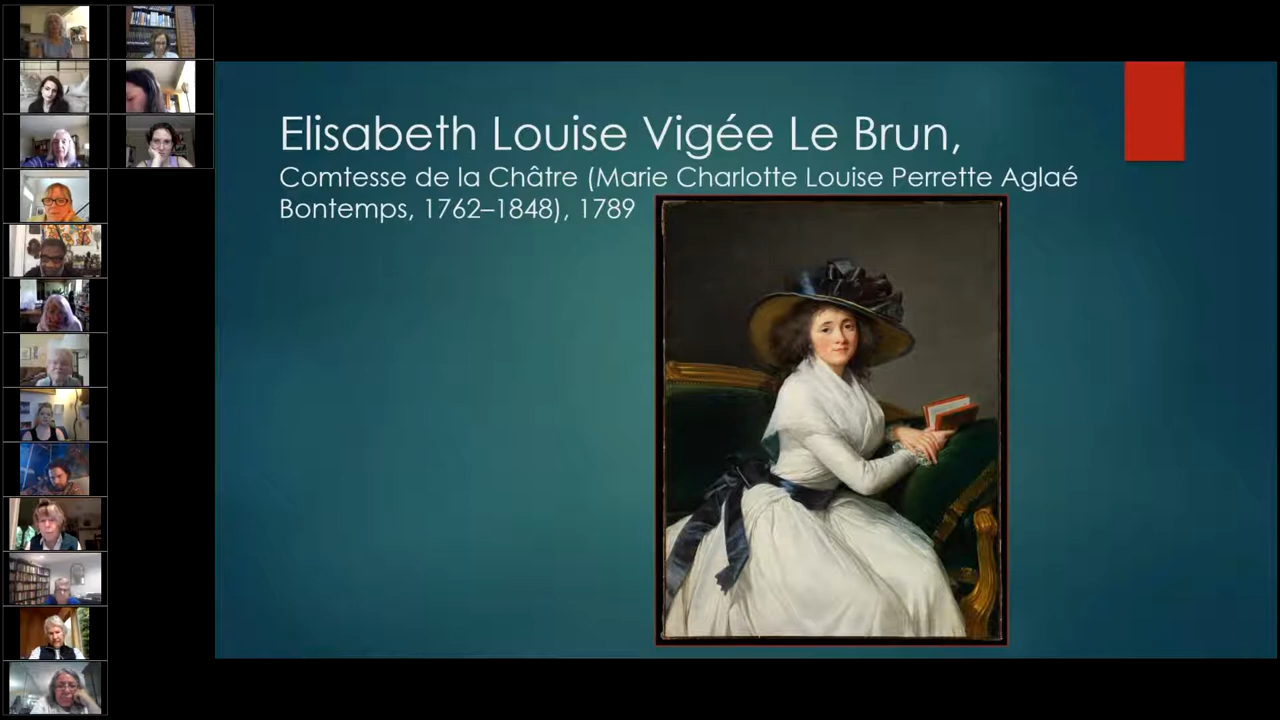 Elisabeth Louise Vigée Le Brun,
Comtesse de la Châtre (Marie Charlotte Louise Perrette Aglaé
Bontemps, 1762–1848), 1789